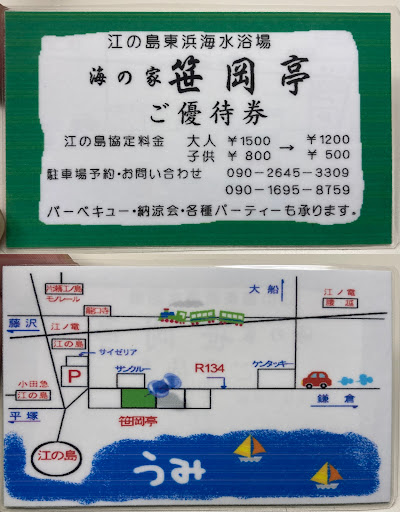 江の島東浜海水浴場
海の家 笹岡亭
ご優待券
江の島協定料金 大人 ¥1500 → ¥1200
子供 ¥800 ¥500
駐車場予約・お問い合わせ 090-2645-3309
090-1695-8759
バーベキュー・納涼会・各種パーティーも承ります。
大船
片瀬江ノ島
モノレール
龍口寺
江ノ電
腰越
藤沢
江ノ電
江の島
サイゼリア
P
サンクルー
R134
ケンタッキー
小田急
江の島
平塚
笹岡亭
鎌倉
江の島
うみ